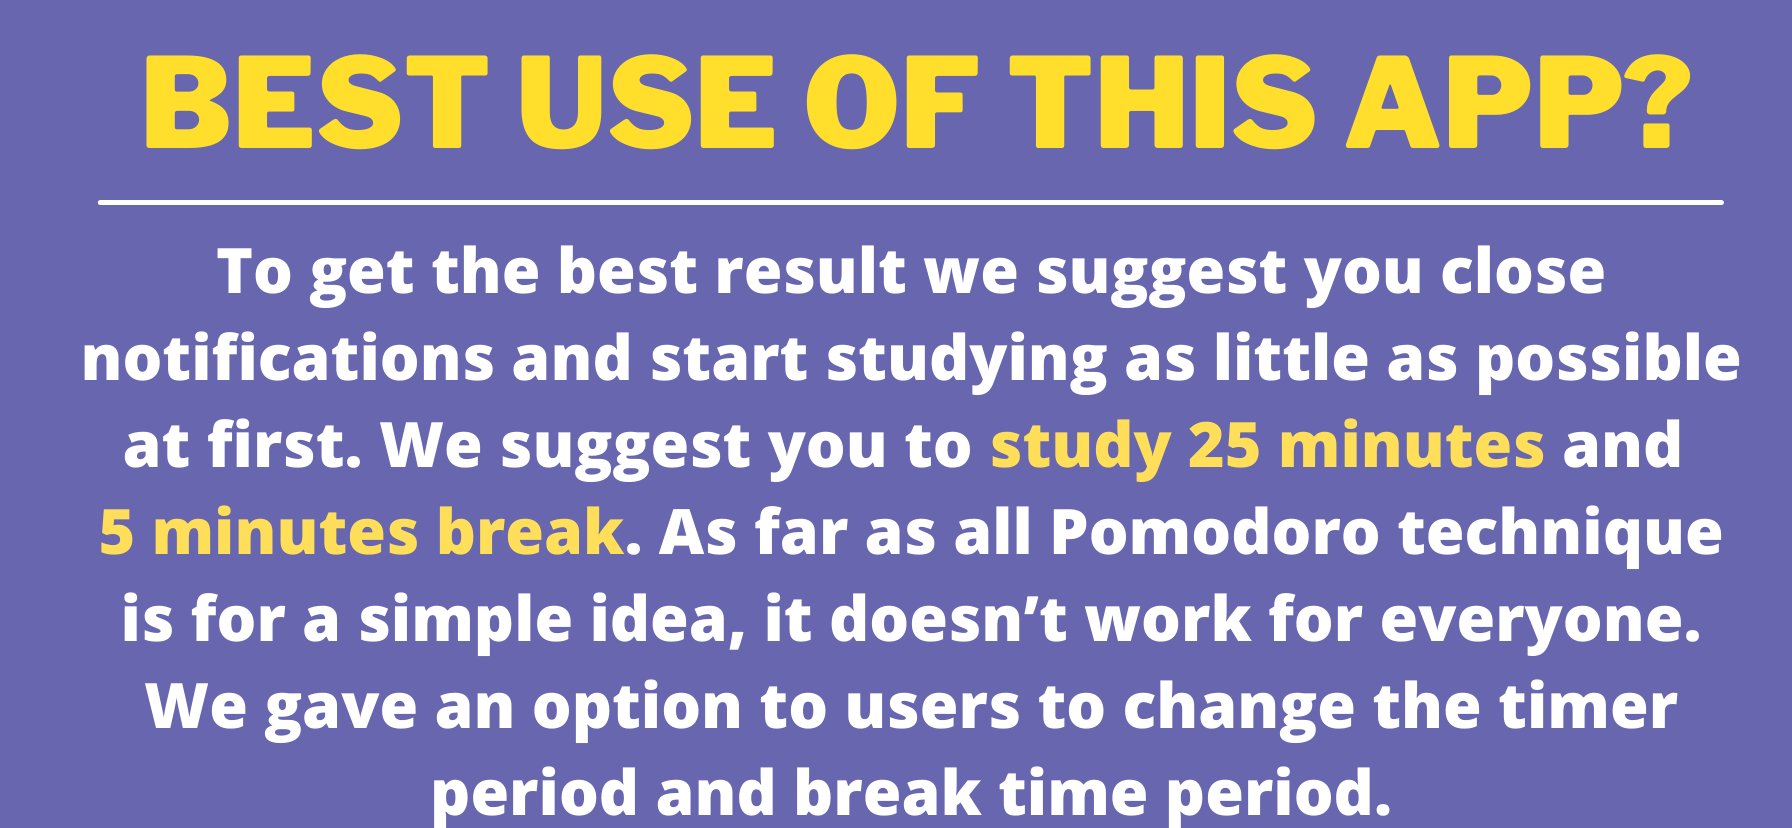 BEST USE OF THIS APP?
To get the best result we suggest you close
notifications and start studying as little as possible
at first. We suggest you to study 25 minutes and
5 minutes break. As far as all Pomodoro technique
is for a simple idea, it doesn’t work for everyone.
We gave an option to users to change the timer
period and break time period.